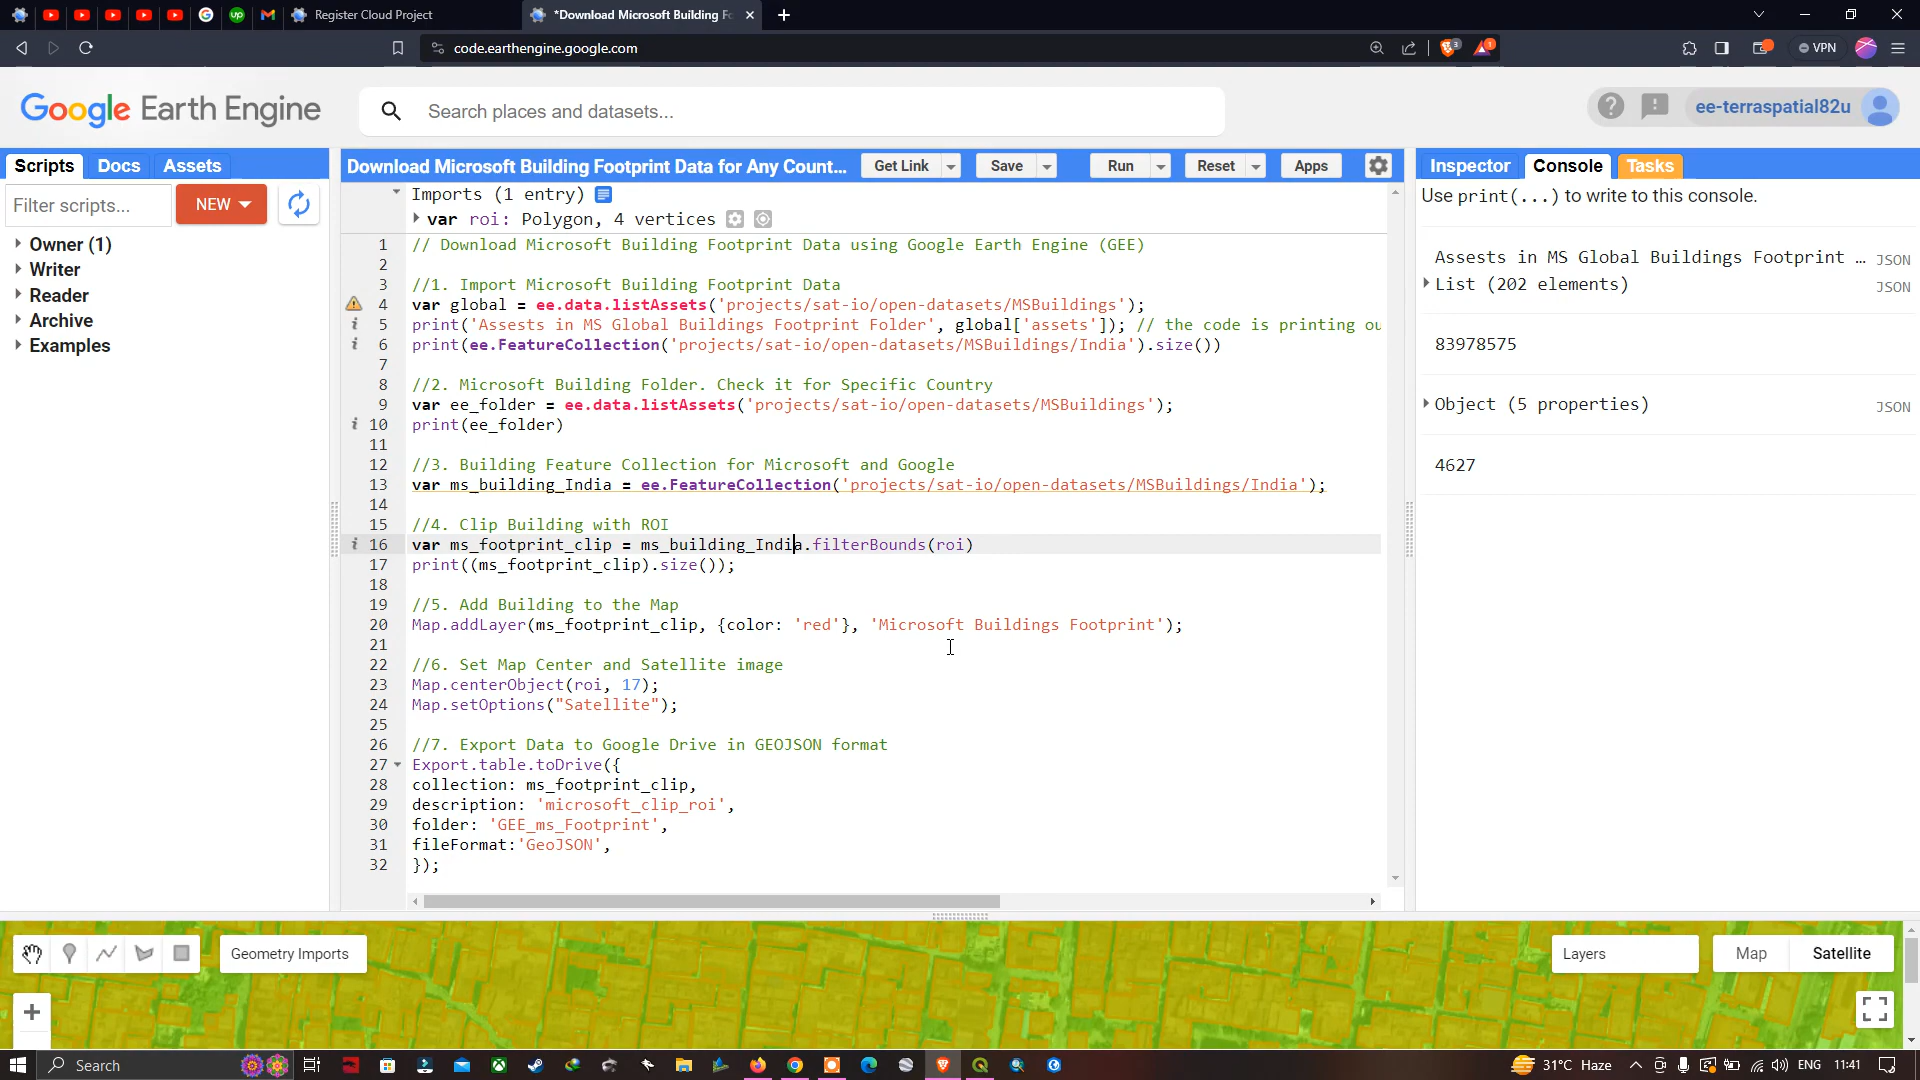 Register Cloud Project
*Download Microsoft Building Fo
code.earthengine.google.com
3
1
VPN
Google Earth Engine
Search places and datasets...
ee-terraspatial82u
Scripts
Docs
Assets
Filter scripts...
NEW
Owner (1)
Writer
Reader
Archive
Examples
Download Microsoft Building Footprint Data for Any Count...
Get Link
Save
Run
Reset
Apps
Imports (1 entry)
var roi: Polygon, 4 vertices
1 // Download Microsoft Building Footprint Data using Google Earth Engine (GEE)
2
3 //1. Import Microsoft Building Footprint Data
4 var global = ee.data.listAssets('projects/sat-io/open-datasets/MSBuildings');
i 5 print('Assests in MS Global Buildings Footprint Folder', global['assets']); // the code is printing ou
i 6 print(ee.FeatureCollection('projects/sat-io/open-datasets/MSBuildings/India').size())
7
8 //2. Microsoft Building Folder. Check it for Specific Country
9 var ee_folder = ee.data.listAssets('projects/sat-io/open-datasets/MSBuildings');
i 10 print(ee_folder)
11
12 //3. Building Feature Collection for Microsoft and Google
13 var ms_building_India = ee.FeatureCollection('projects/sat-io/open-datasets/MSBuildings/India');
14
15 //4. Clip Building with ROI
i 16 var ms_footprint_clip = ms_building_India.filterBounds(roi)
17 print((ms_footprint_clip).size());
18
19 //5. Add Building to the Map
20 Map.addLayer(ms_footprint_clip, {color: 'red'}, 'Microsoft Buildings Footprint');
21
22 //6. Set Map Center and Satellite image
23 Map.centerObject(roi, 17);
24 Map.setOptions("Satellite");
25
26 //7. Export Data to Google Drive in GEOJSON format
27 Export.table.toDrive({
28 collection: ms_footprint_clip,
29 description: 'microsoft_clip_roi',
30 folder: 'GEE_ms_Footprint',
31 fileFormat:'GeoJSON',
32 });
Inspector
Console
Tasks
Use print(...) to write to this console.
Assests in MS Global Buildings Footprint … JSON
List (202 elements) JSON
83978575
Object (5 properties) JSON
4627
Geometry Imports
Layers
Map
Satellite
+
Search
31°C Haze
ENG
11:41